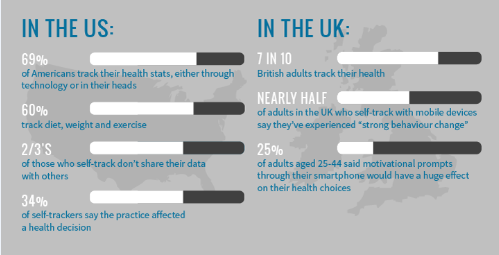 IN THE US:
69%
of Americans track their health stats, either through
technology or in their heads
60%
track diet, weight and exercise
2/3'S
of those who self-track don't share their data
with others
34%
of self-trackers say the practice affected
a health decision
IN THE UK:
7 IN 10
British adults track their health
NEARLY HALF
of adults in the UK who self-track with mobile devices
say they've experienced "strong behaviour change"
25%
of adults aged 25-44 said motivational prompts
through their smartphone would have a huge effect
on their health choices